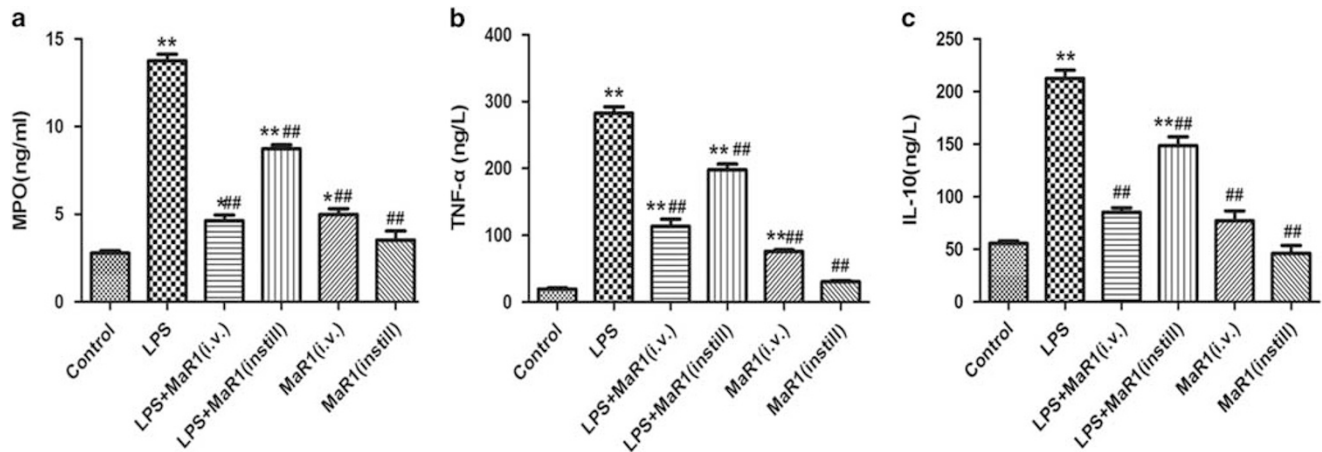 a
MPO(ng/ml)
15
10
5
0
**
*##
**##
*##
##
Control
LPS
LPS+MaR1(i.v.)
LPS+MaR1(instill)
MaR1(i.v.)
MaR1(instill)
b
TNF-α (ng/L)
400
300
200
100
0
**
**##
** ##
**##
##
Control
LPS
LPS+MaR1(i.v.)
LPS+MaR1(instill)
MaR1(i.v.)
MaR1(instill)
c
IL-10(ng/L)
250
200
150
100
50
0
**
##
**##
##
##
Control
LPS
LPS+MaR1(i.v.)
LPS+MaR1(instill)
MaR1(i.v.)
MaR1(instill)